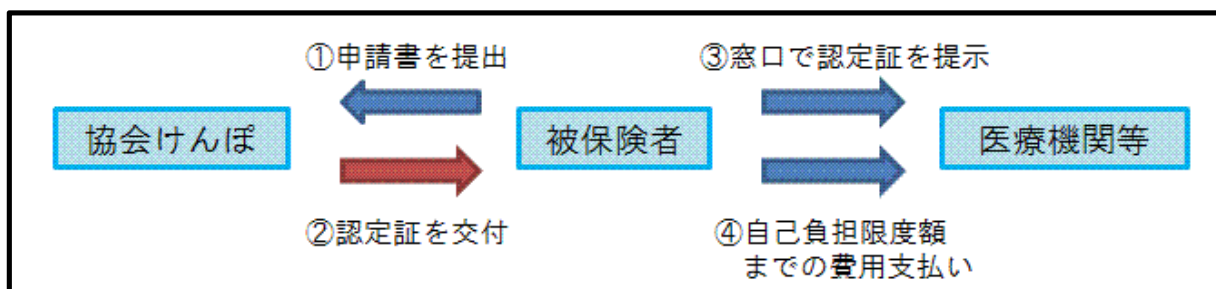 ①申請書を提出
③窓口で認定証を提示
協会けんぽ
被保険者
医療機関等
②認定証を交付
④自己負担限度額
までの費用支払い